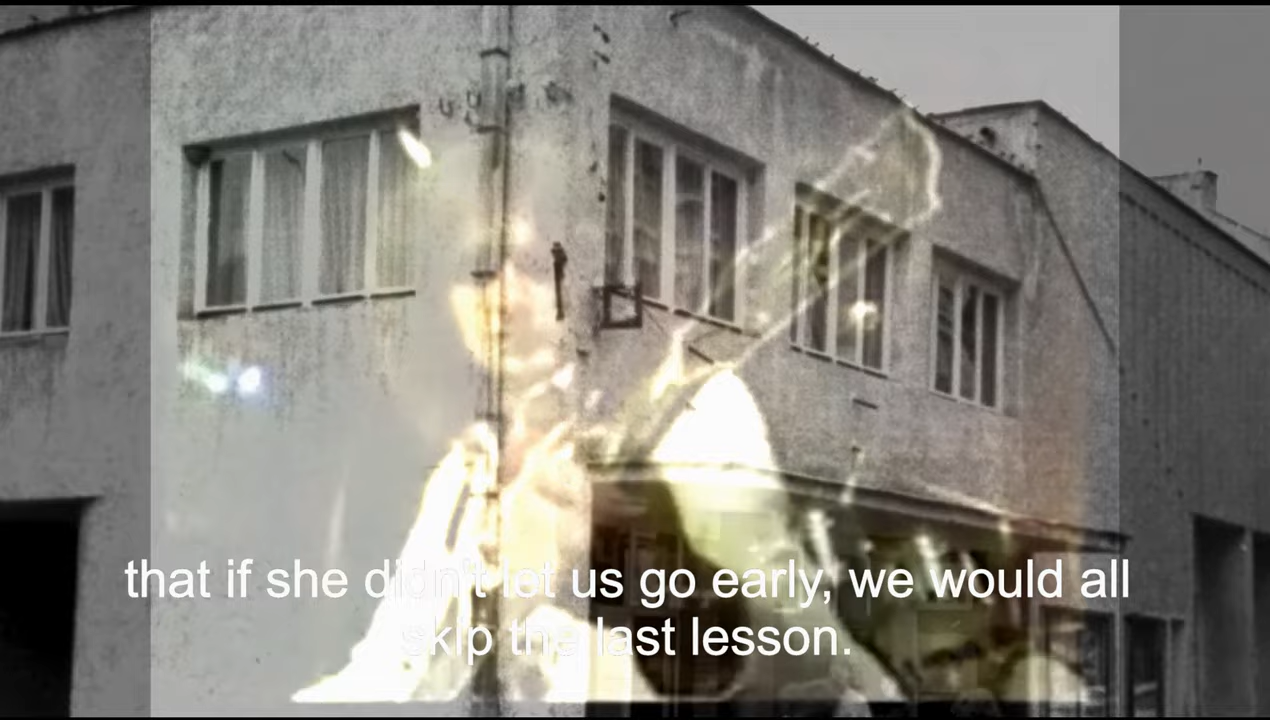 that if she didn't let us go early, we would all
skip the last lesson.